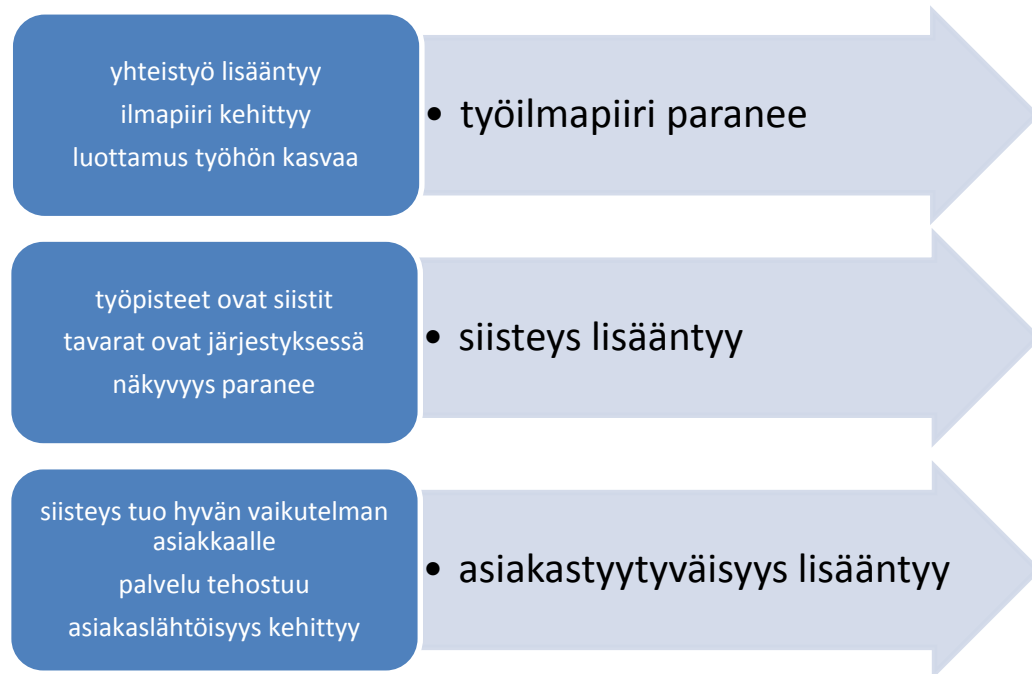 yhteistyö lisääntyy
ilmapiiri kehittyy
luottamus työhön kasvaa
• työilmapiiri paranee
työpisteet ovat siistit
tavarat ovat järjestyksessä
näkyvyys paranee
• siisteys lisääntyy
siisteys tuo hyvän vaikutelman
asiakkaalle
palvelu tehostuu
asiakaslähtöisyys kehittyy
• asiakastyytyväisyys lisääntyy